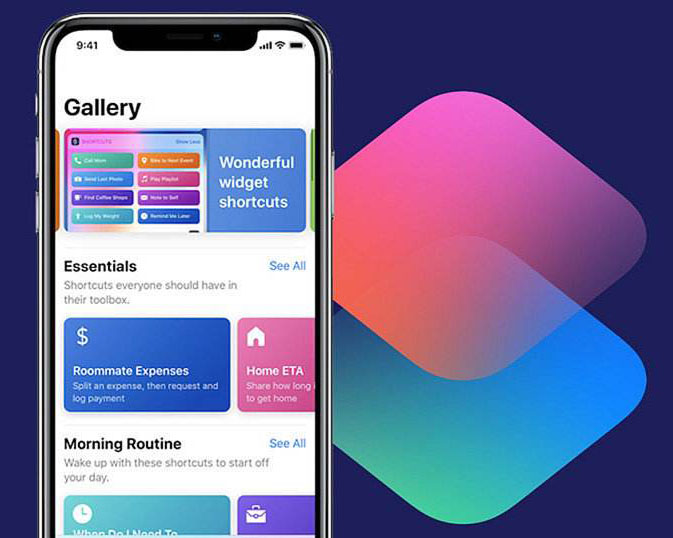 9:41
Gallery
SHORTCUTS
Show Less
Call Mom
Bike to Next Event
Send Last Photo
Play Playlist
Find Coffee Shops
Note to Self
Log My Weight
Remind Me Later
Wonderful
widget
shortcuts
Essentials
See All
Shortcuts everyone should have in
their toolbox.
$
Roommate Expenses
Split an expense, then request and
log payment
Home ETA
Share how long
to get home
Morning Routine
See All
Wake up with these shortcuts to start off
your day.
When Do I Need To